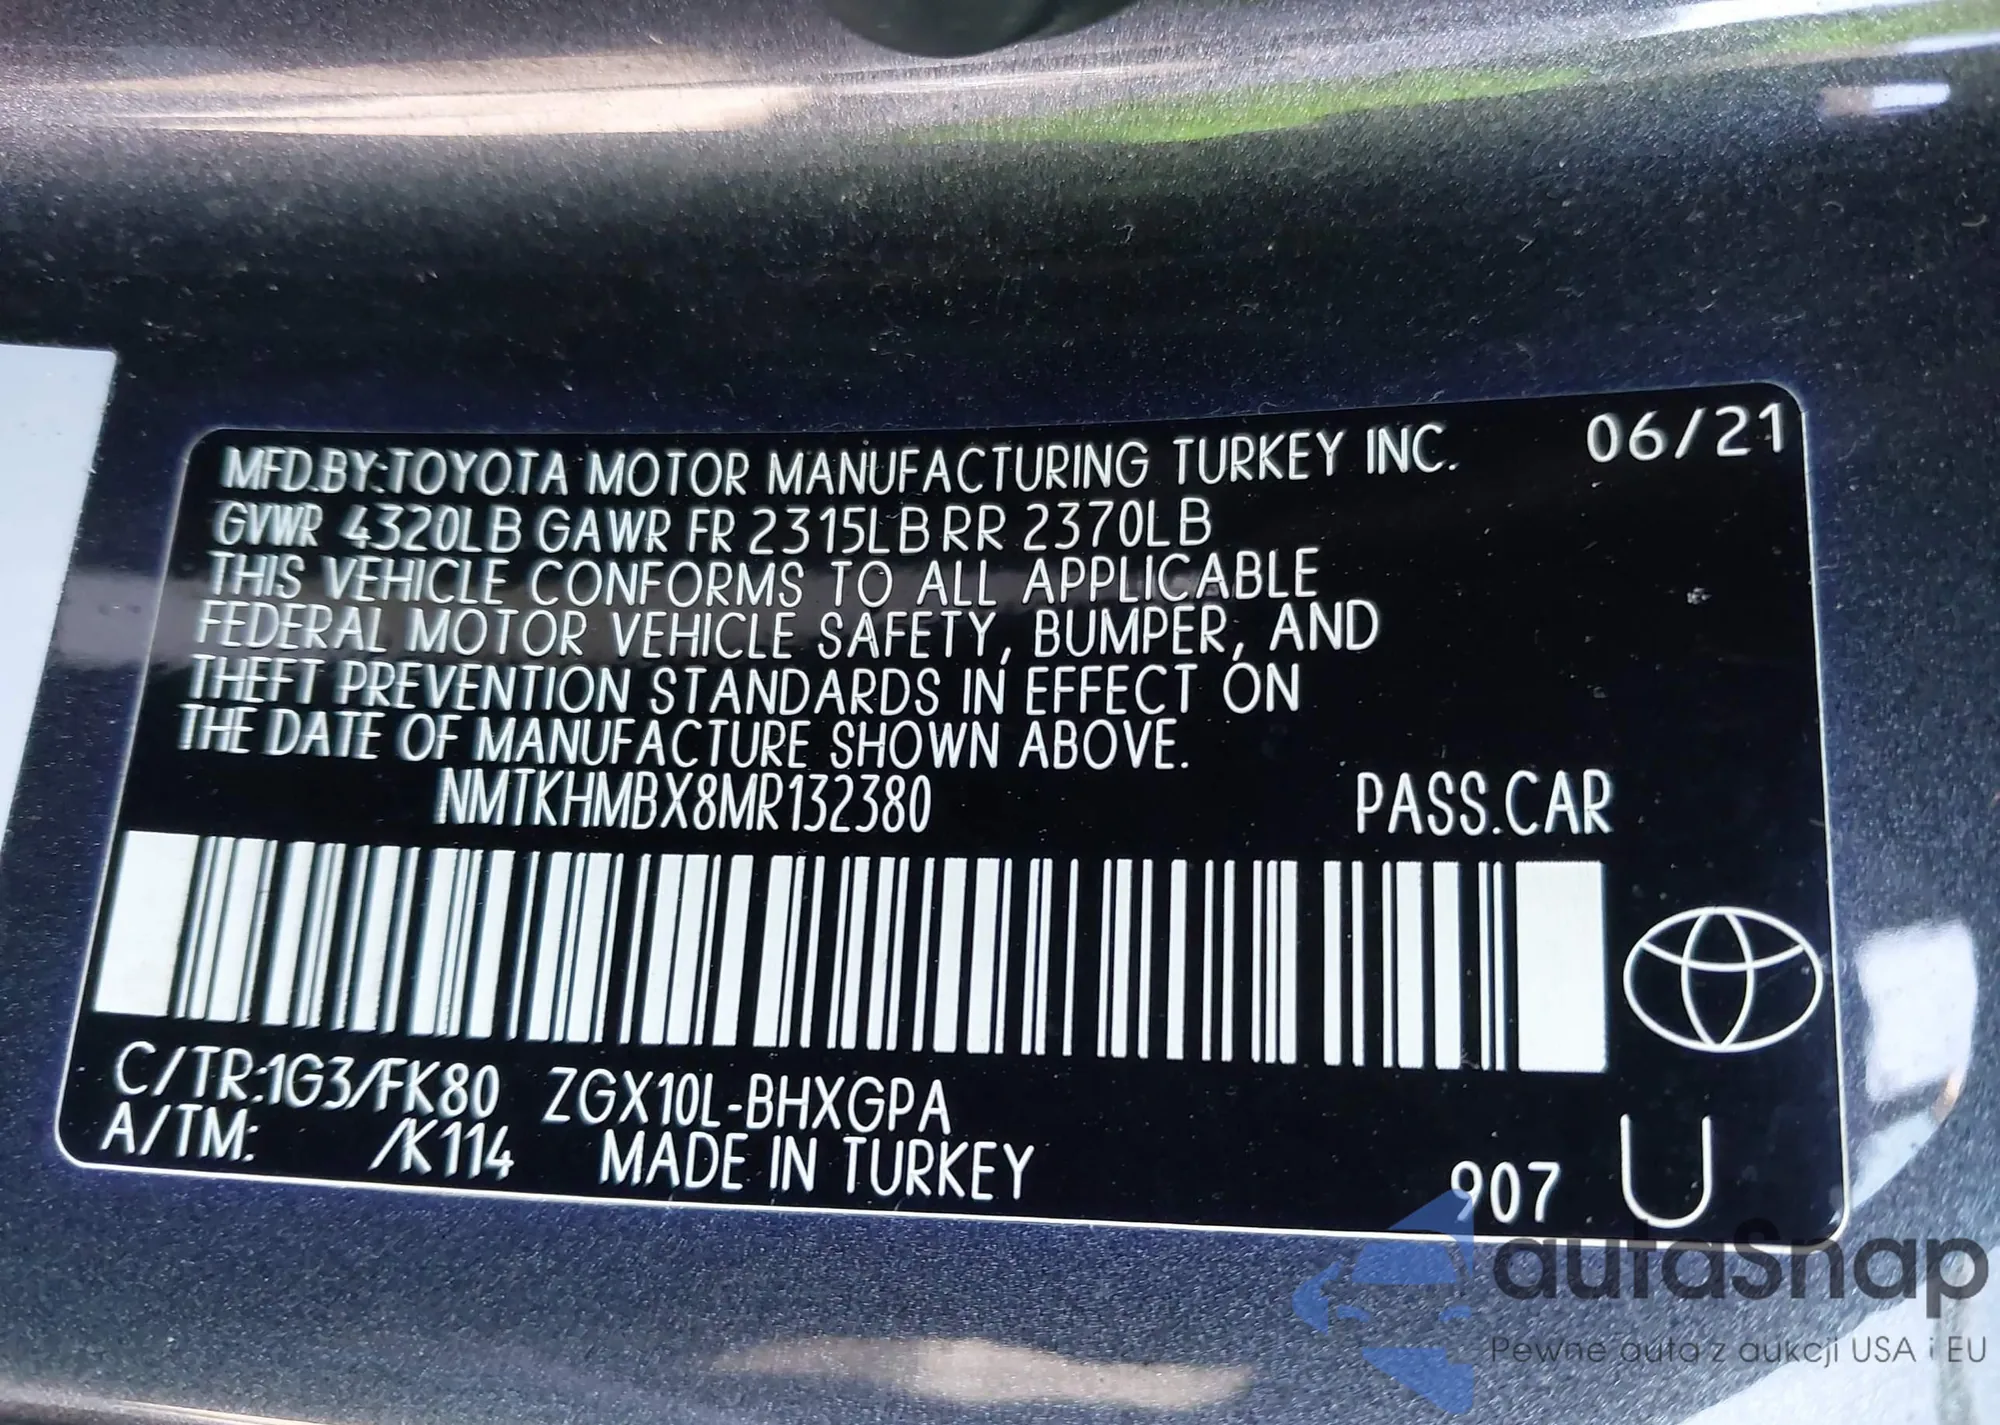 MFD.BY:TOYOTA MOTOR MANUFACTURING TURKEY INC. 06/21
GVWR 4320LB GAWR FR 2315LB RR 2370LB
THIS VEHICLE CONFORMS TO ALL APPLICABLE
FEDERAL MOTOR VEHICLE SAFETY, BUMPER, AND
THEFT PREVENTION STANDARDS IN EFFECT ON
THE DATE OF MANUFACTURE SHOWN ABOVE.
NMTKHMBX8MR132380 PASS.CAR
C/TR:1G3/FK80 ZGX10L-BHXGPA
A/TM: /K114 MADE IN TURKEY
907 U
autaSnap
Pewne auta z aukcji USA i EU